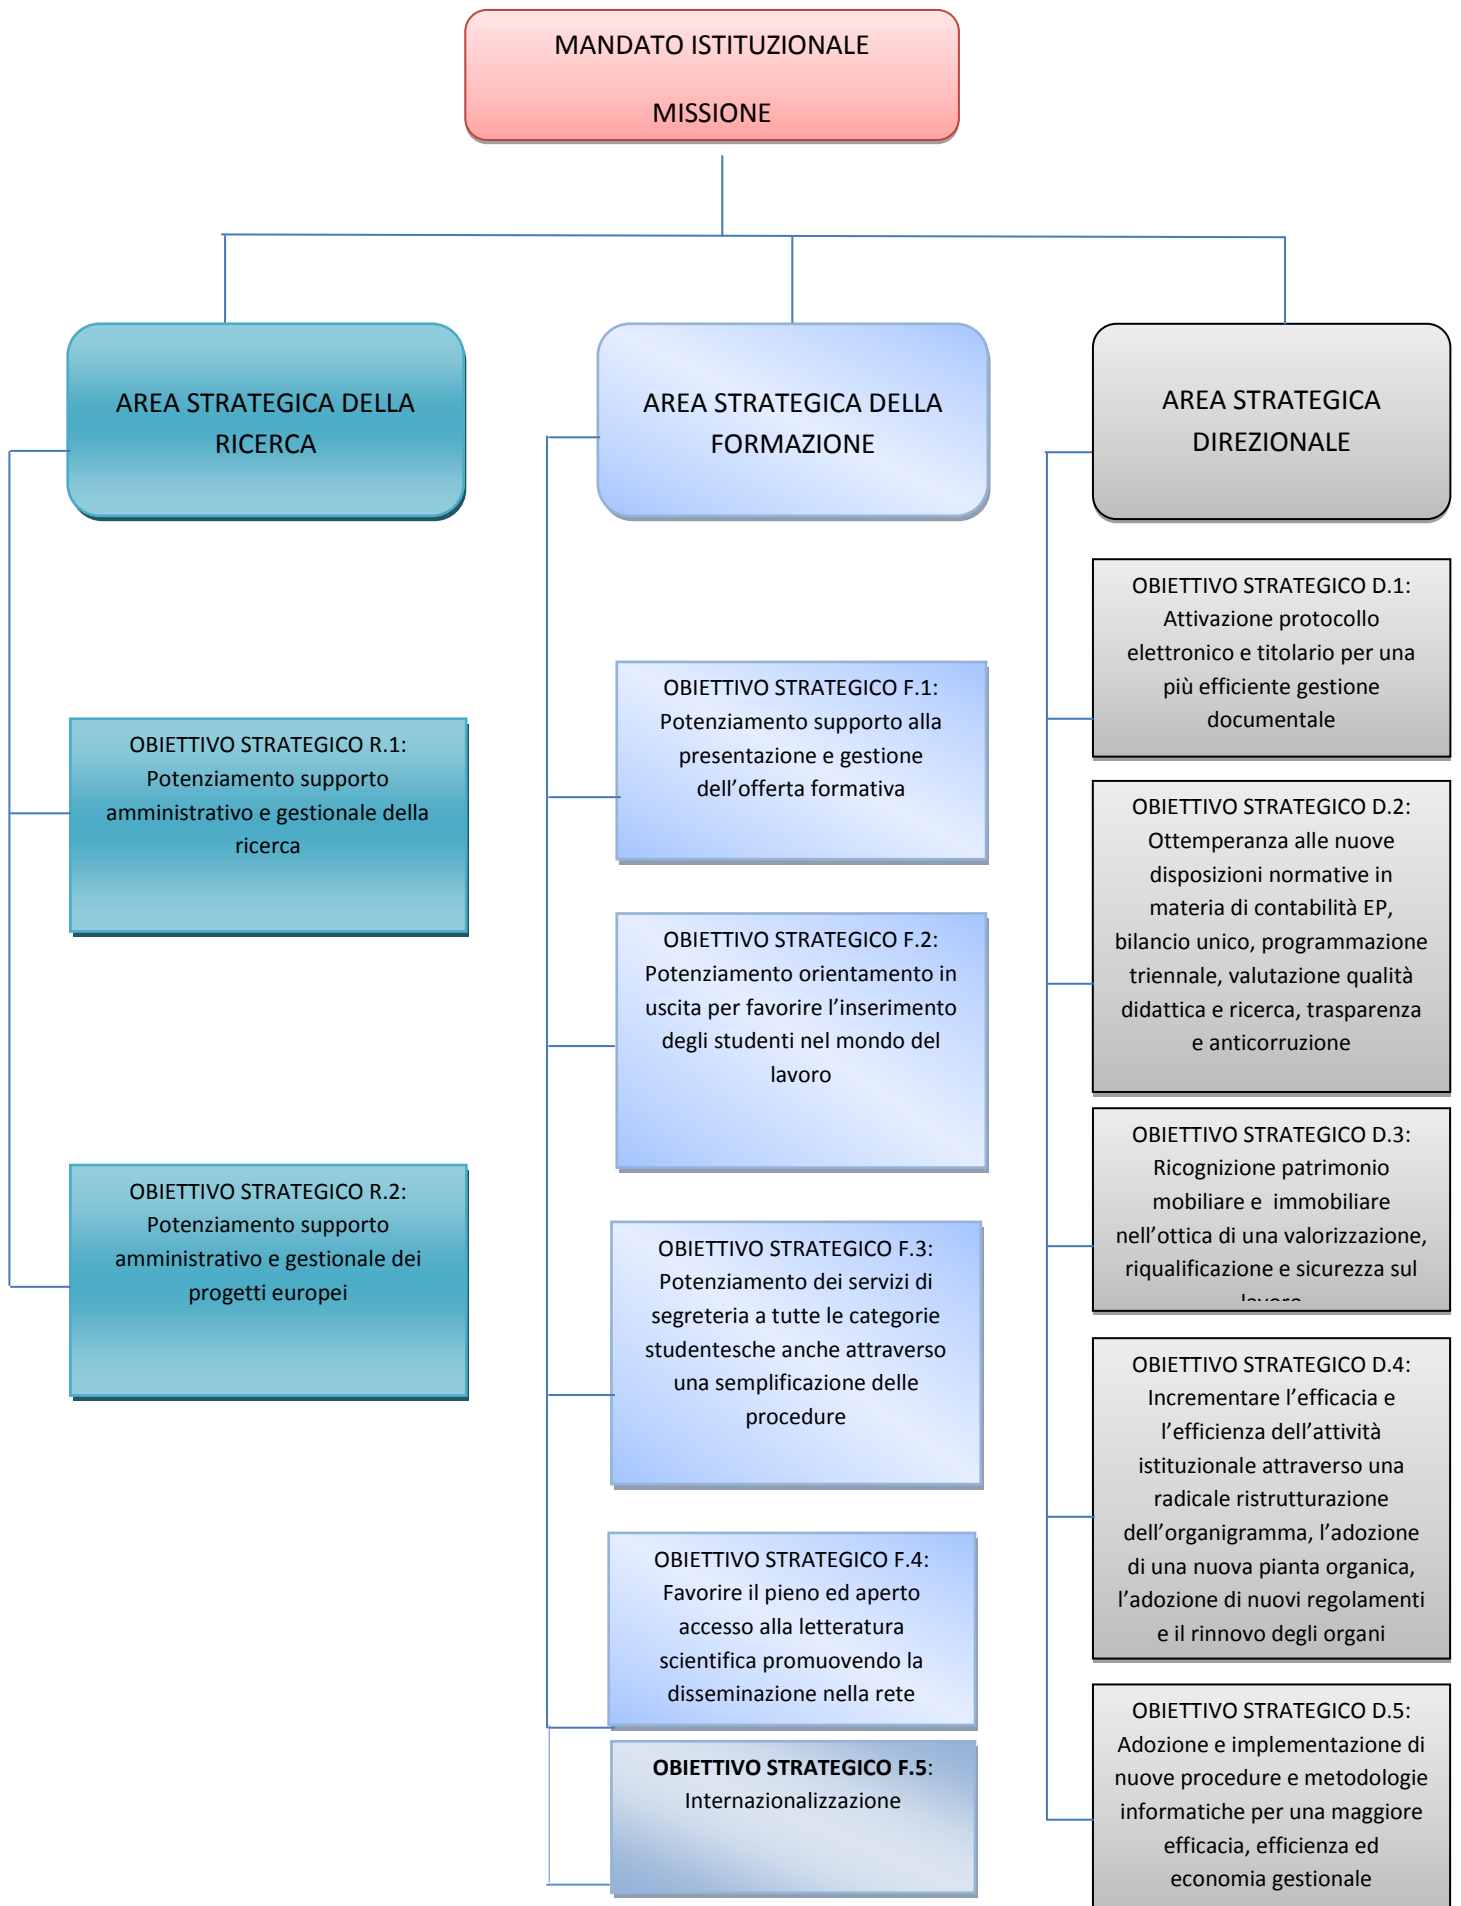 MANDATO ISTITUZIONALE
MISSIONE
AREA STRATEGICA DELLA
RICERCA
OBIETTIVO STRATEGICO R.1:
Potenziamento supporto
amministrativo e gestionale della
ricerca
OBIETTIVO STRATEGICO R.2:
Potenziamento supporto
amministrativo e gestionale dei
progetti europei
AREA STRATEGICA DELLA
FORMAZIONE
OBIETTIVO STRATEGICO F.1:
Potenziamento supporto alla
presentazione e gestione
dell’offerta formativa
OBIETTIVO STRATEGICO F.2:
Potenziamento orientamento in
uscita per favorire l’inserimento
degli studenti nel mondo del
lavoro
OBIETTIVO STRATEGICO F.3:
Potenziamento dei servizi di
segreteria a tutte le categorie
studentesche anche attraverso
una semplificazione delle
procedure
OBIETTIVO STRATEGICO F.4:
Favorire il pieno ed aperto
accesso alla letteratura
scientifica promuovendo la
disseminazione nella rete
OBIETTIVO STRATEGICO F.5:
Internazionalizzazione
AREA STRATEGICA
DIREZIONALE
OBIETTIVO STRATEGICO D.1:
Attivazione protocollo
elettronico e titolario per una
più efficiente gestione
documentale
OBIETTIVO STRATEGICO D.2:
Ottemperanza alle nuove
disposizioni normative in
materia di contabilità EP,
bilancio unico, programmazione
triennale, valutazione qualità
didattica e ricerca, trasparenza
e anticorruzione
OBIETTIVO STRATEGICO D.3:
Ricognizione patrimonio
mobiliare e immobiliare
nell’ottica di una valorizzazione,
riqualificazione e sicurezza sul
lavoro
OBIETTIVO STRATEGICO D.4:
Incrementare l’efficacia e
l’efficienza dell’attività
istituzionale attraverso una
radicale ristrutturazione
dell’organigramma, l’adozione
di una nuova pianta organica,
l’adozione di nuovi regolamenti
e il rinnovo degli organi
OBIETTIVO STRATEGICO D.5:
Adozione e implementazione di
nuove procedure e metodologie
informatiche per una maggiore
efficacia, efficienza ed
economia gestionale